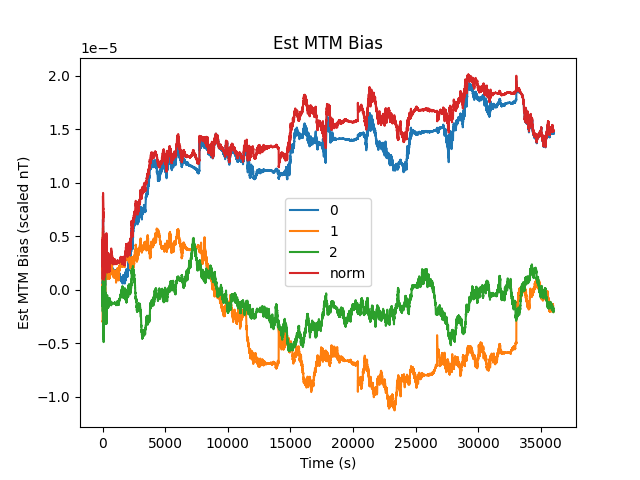 Est MTM Bias
1e−5
2.0
1.5
1.0
0.5
0.0
−0.5
−1.0
Est MTM Bias (scaled nT)
0
1
2
norm
0 5000 10000 15000 20000 25000 30000 35000
Time (s)